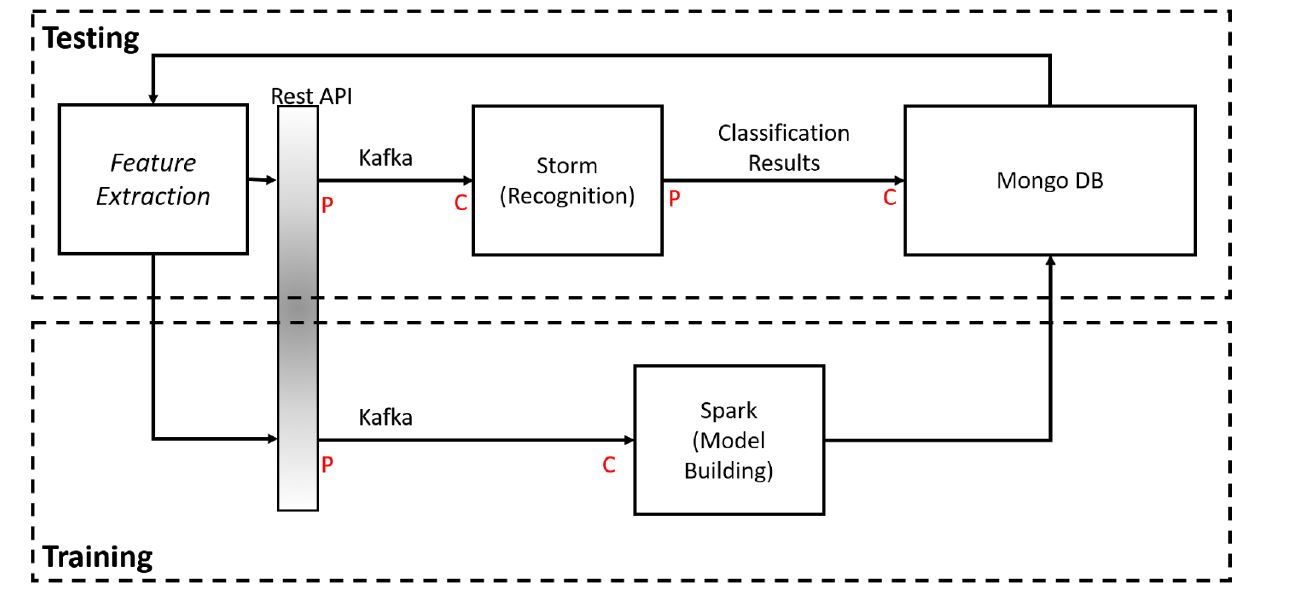 Testing
Rest API
Feature
Extraction
Kafka
P
C
Storm
(Recognition)
Classification
Results
P
C
Mongo DB
Kafka
P
C
Spark
(Model
Building)
Training